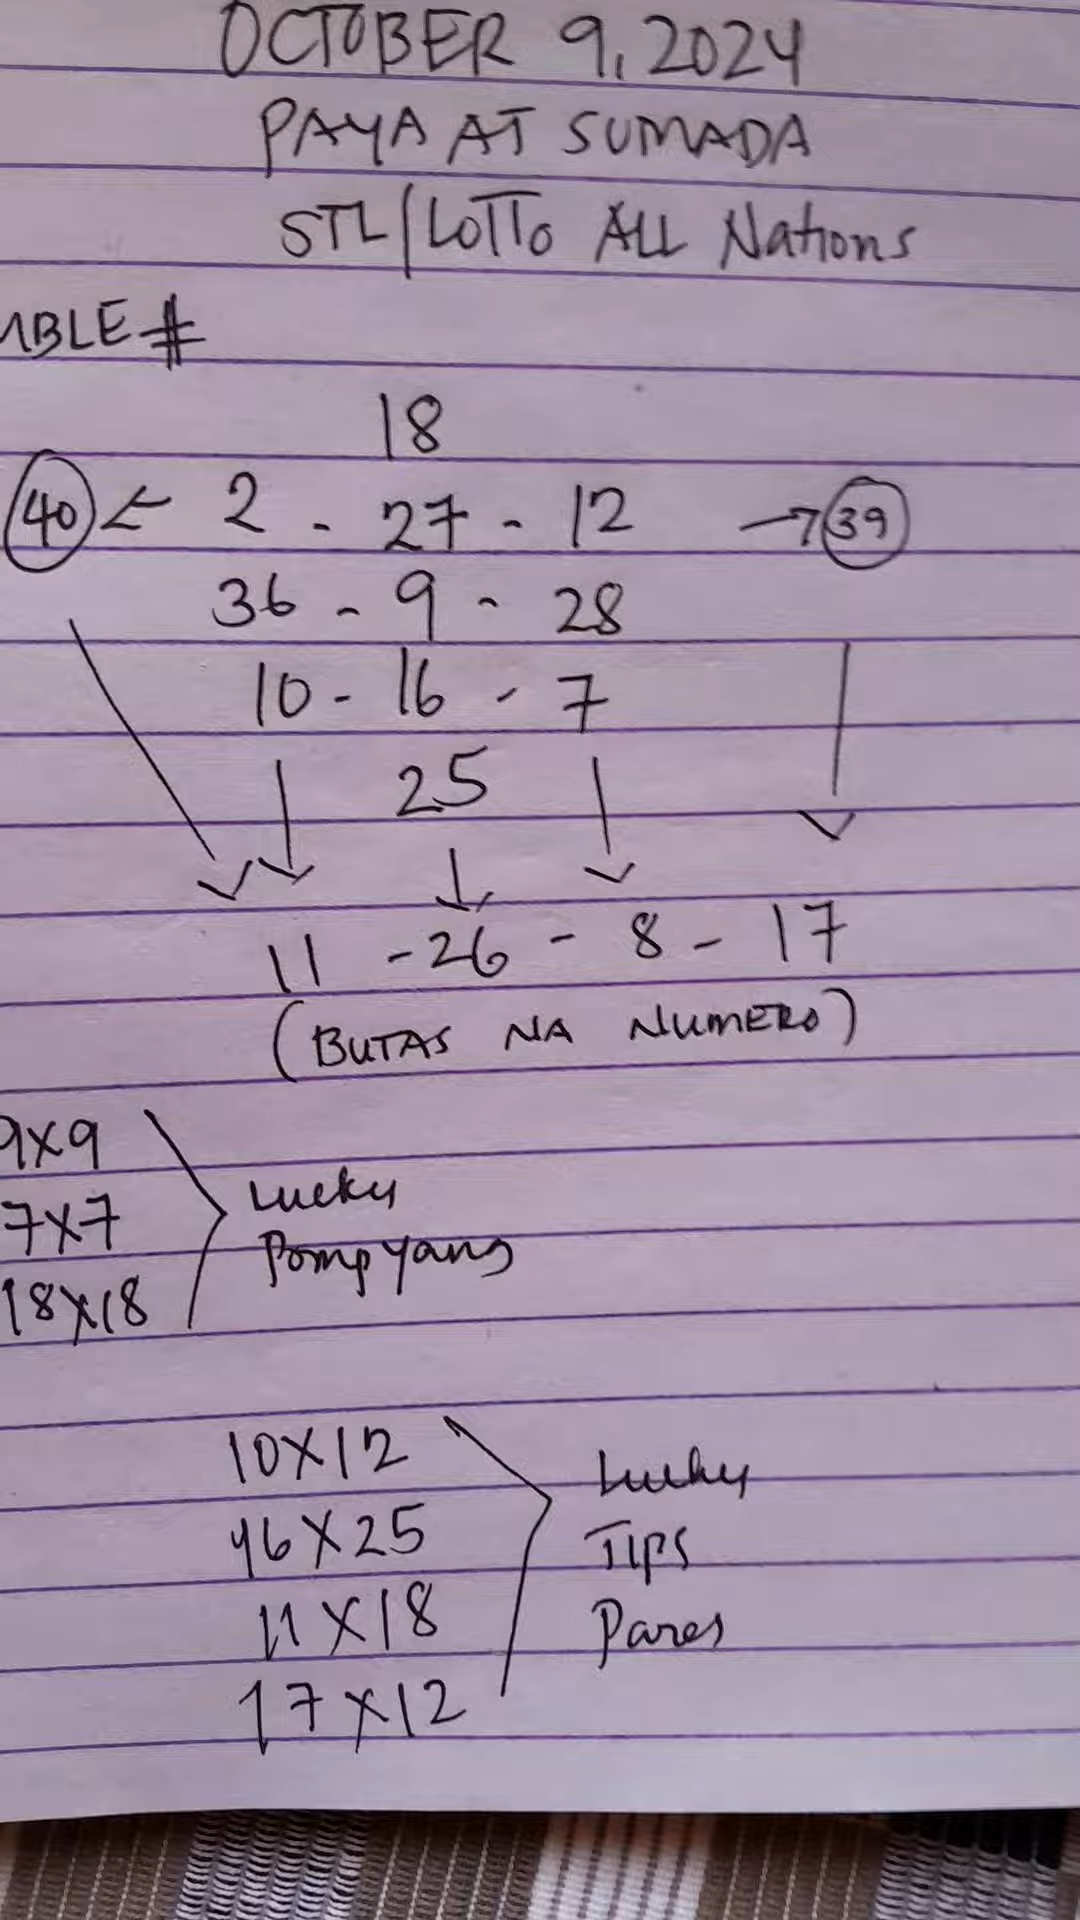 OCTOBER 9, 2024
PAYA AT SUMADA
STL/LOTTO ALL Nations
MBLE #
18
40 ← 2 - 27 - 12 → 39
36 - 9 - 28
10 - 16 - 7
25
11 - 26 - 8 - 17
(BUTAS NA NUMERO)
9X9
7X7
18X18
Lucky
Pompyang
10X12
16X25
11X18
17X12
Lucky
Tips
Pares